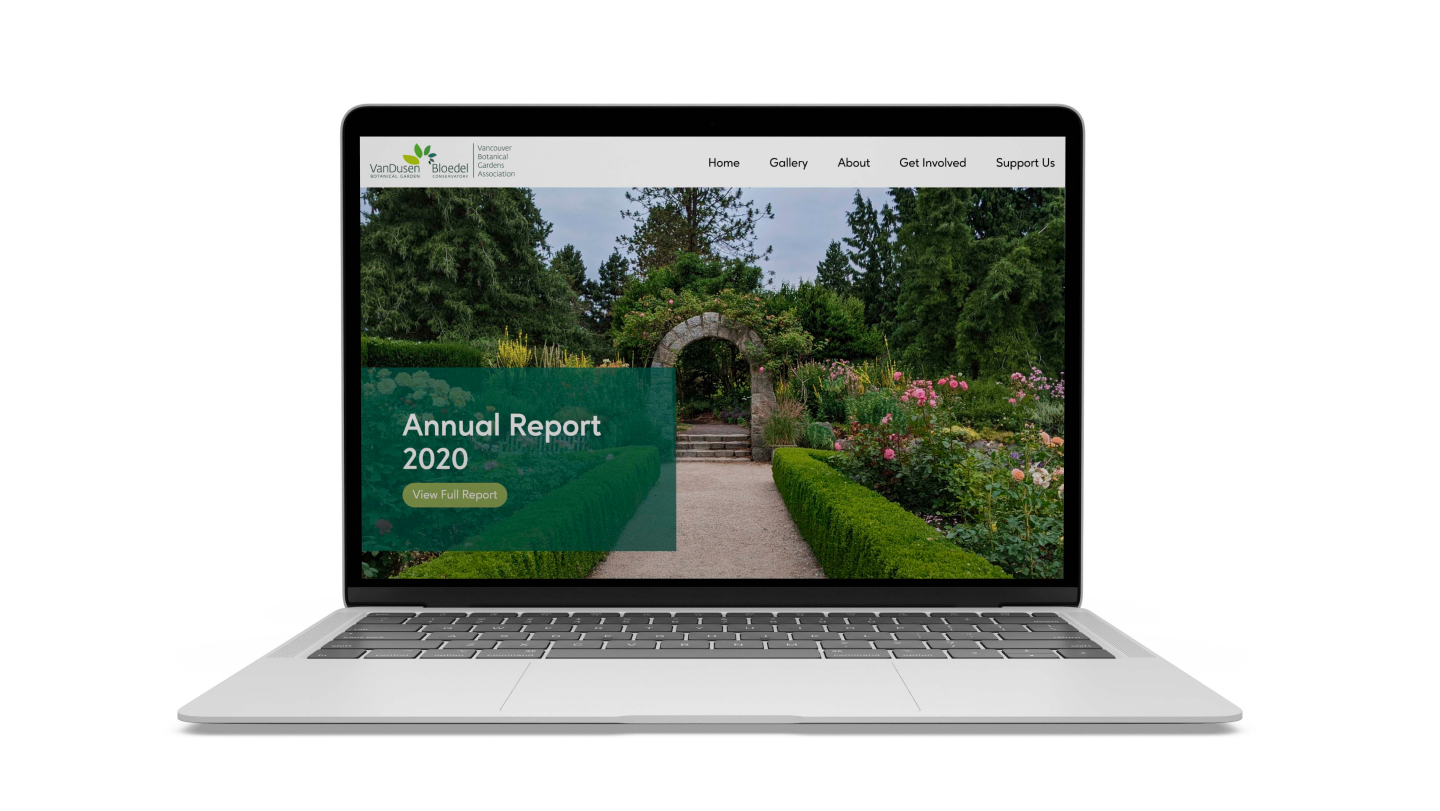 VanDusen
BOTANICAL GARDEN
Bloedel
CONSERVATORY
Vancouver
Botanical
Gardens
Association
Home Gallery About Get Involved Support Us
Annual Report
2020
View Full Report